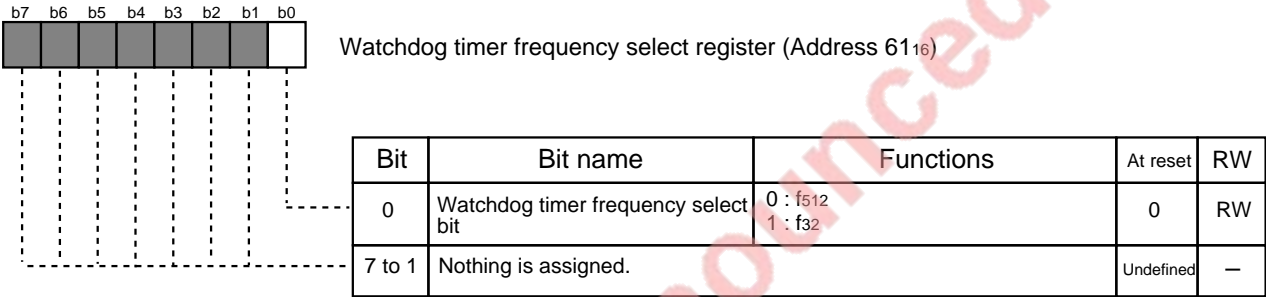 b7 b6 b5 b4 b3 b2 b1 b0
Watchdog timer frequency select register (Address 61₁₆)
Bit Bit name Functions At reset RW
0 Watchdog timer frequency select bit 0 : f₅₁₂ 0 RW
1 : f₃₂
7 to 1 Nothing is assigned. Undefined –